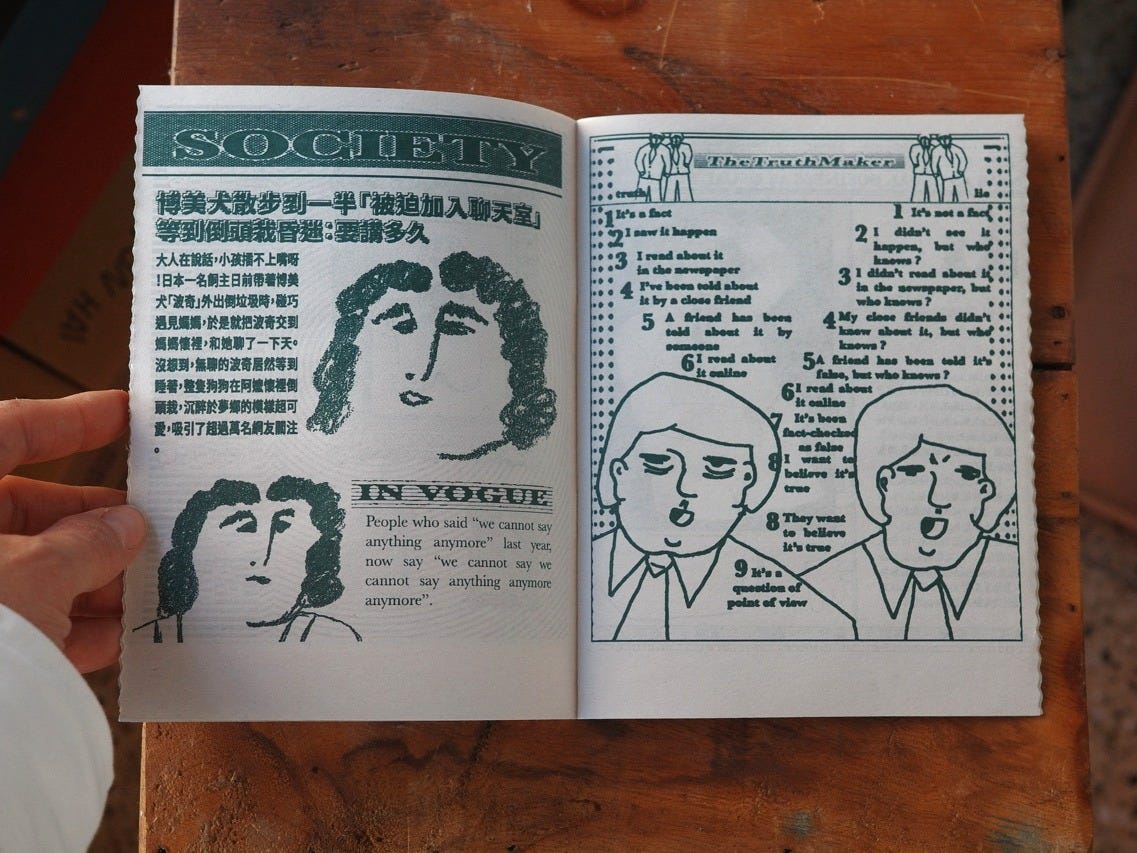 SOCIETY
博美犬散步到一半「被迫加入聊天室」
等到倒頭栽昏迷：要講多久
大人在說話，小孩插不上嘴呀
！日本一名飼主日前帶著博美
犬「波奇」外出倒垃圾時，碰巧
遇見媽媽，於是就把波奇交到
媽媽懷裡，和她聊了一下天。
沒想到，無聊的波奇居然等到
睡著，整隻狗狗在阿嬤懷裡倒
頭栽，沉醉於夢鄉的模樣超可
愛，吸引了超過萬名網友關注
。
IN VOGUE
People who said “we cannot say
anything anymore” last year,
now say “we cannot say we
cannot say anything anymore
anymore”.
TheTruthMaker
truth
lie
1 It's a fact
2 I saw it happen
3 I read about it
in the newspaper
4 I've been told about
it by a close friend
5 A friend has been
told about it by
someone
6 I read about
it online
7 It's been
fact-checked
as false
8 I want to
believe it's
true
1 It's not a fact
2 I didn't see it
happen, but who
knows ?
3 I didn't read about it
in the newspaper, but
who knows ?
4 My close friends didn't
know about it, but who
knows ?
5 A friend has been told it's
false, but who knows ?
6 I read about
it online
8 They want
to believe
it's true
9 It's a
question of
point of view